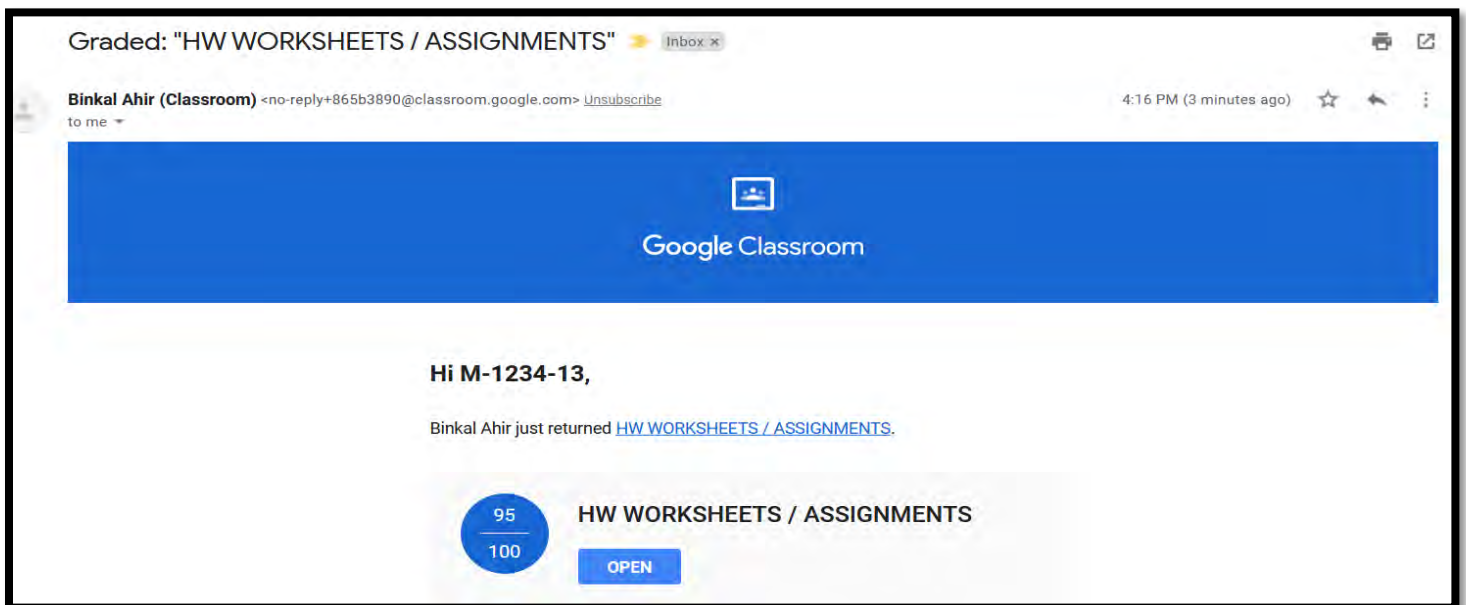 Graded: "HW WORKSHEETS / ASSIGNMENTS" Inbox x
Binkal Ahir (Classroom) <no-reply+865b3890@classroom.google.com> Unsubscribe 4:16 PM (3 minutes ago)
to me
Google Classroom
Hi M-1234-13,
Binkal Ahir just returned HW WORKSHEETS / ASSIGNMENTS.
95
100
HW WORKSHEETS / ASSIGNMENTS
OPEN